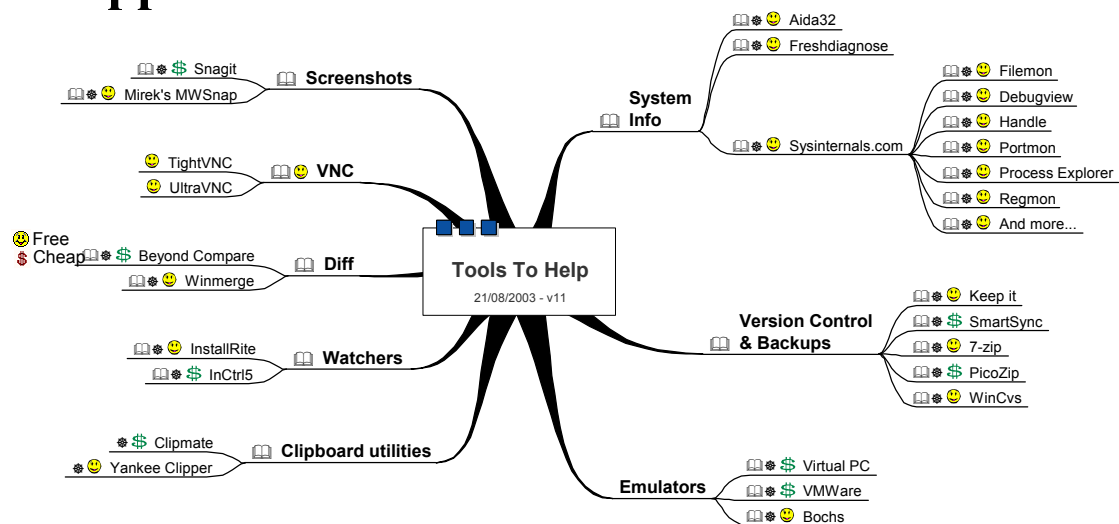 Tools To Help
21/08/2003 - v11
Screenshots
$ Snagit
Mirek's MWSnap
VNC
TightVNC
UltraVNC
Free
$ Cheap
Diff
$ Beyond Compare
Winmerge
Watchers
InstallRite
$ InCtrl5
Clipboard utilities
$ Clipmate
Yankee Clipper
System
Info
Aida32
Freshdiagnose
Sysinternals.com
Filemon
Debugview
Handle
Portmon
Process Explorer
Regmon
And more...
Version Control
& Backups
Keep it
$ SmartSync
7-zip
$ PicoZip
WinCvs
Emulators
$ Virtual PC
$ VMWare
Bochs